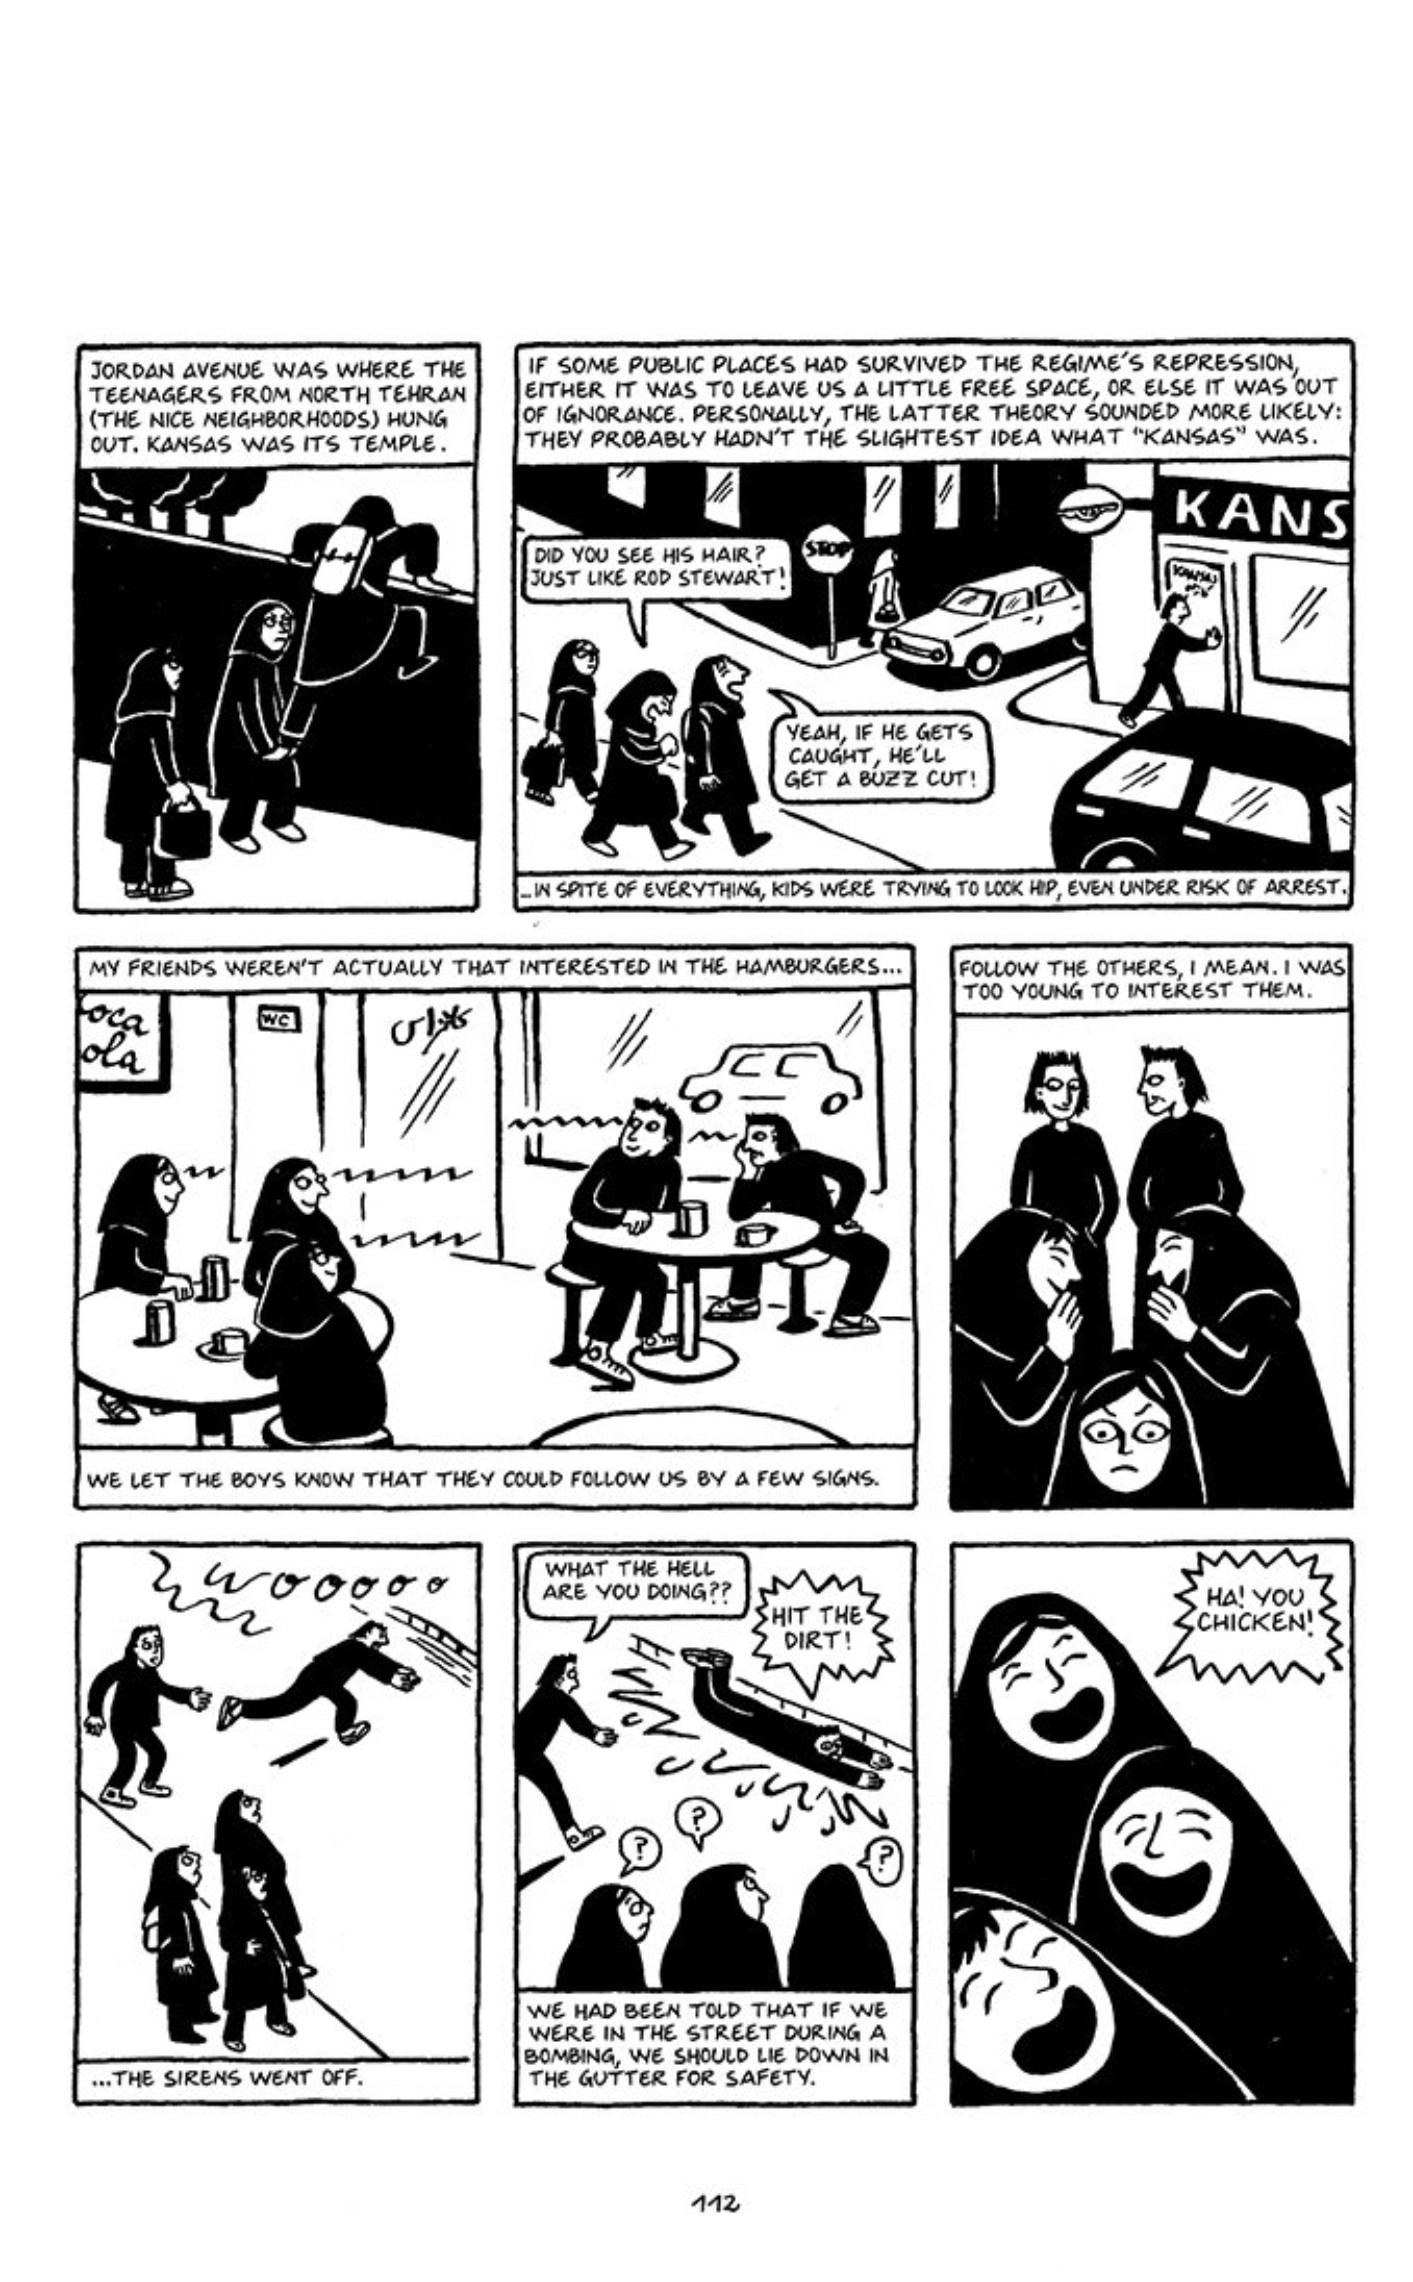 JORDAN AVENUE WAS WHERE THE
TEENAGERS FROM NORTH TEHRAN
(THE NICE NEIGHBORHOODS) HUNG
OUT. KANSAS WAS ITS TEMPLE.
IF SOME PUBLIC PLACES HAD SURVIVED THE REGIME'S REPRESSION,
EITHER IT WAS TO LEAVE US A LITTLE FREE SPACE, OR ELSE IT WAS OUT
OF IGNORANCE. PERSONALLY, THE LATTER THEORY SOUNDED MORE LIKELY:
THEY PROBABLY HADN'T THE SLIGHTEST IDEA WHAT "KANSAS" WAS.
KANS
STOP
KANSAS
DID YOU SEE HIS HAIR?
JUST LIKE ROD STEWART!
YEAH, IF HE GETS
CAUGHT, HE'LL
GET A BUZZ CUT!
...IN SPITE OF EVERYTHING, KIDS WERE TRYING TO LOOK HIP, EVEN UNDER RISK OF ARREST.
MY FRIENDS WEREN'T ACTUALLY THAT INTERESTED IN THE HAMBURGERS...
oca
ola
WC
WE LET THE BOYS KNOW THAT THEY COULD FOLLOW US BY A FEW SIGNS.
FOLLOW THE OTHERS, I MEAN. I WAS
TOO YOUNG TO INTEREST THEM.
WOOOOO
...THE SIRENS WENT OFF.
WHAT THE HELL
ARE YOU DOING??
HIT THE
DIRT!
?
?
?
WE HAD BEEN TOLD THAT IF WE
WERE IN THE STREET DURING A
BOMBING, WE SHOULD LIE DOWN IN
THE GUTTER FOR SAFETY.
HA! YOU
CHICKEN!
112